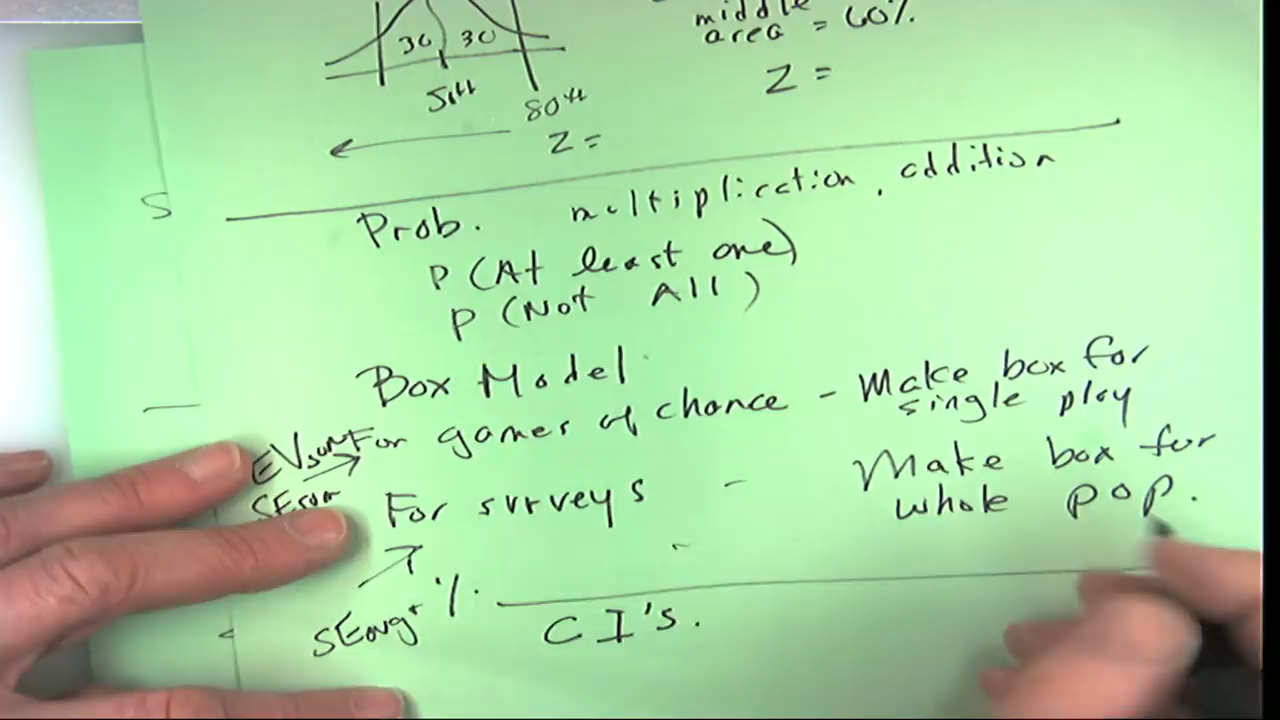 30 30
middle
area = 60%
50th
80th
Z =
Z =
S
Prob. multiplication, addition
P (At least one)
P (Not All)
Box Model
EVsum For games of chance - Make box for
single play
SEsum For surveys - Make box for
whole pop.
SEavg + %
CI's.